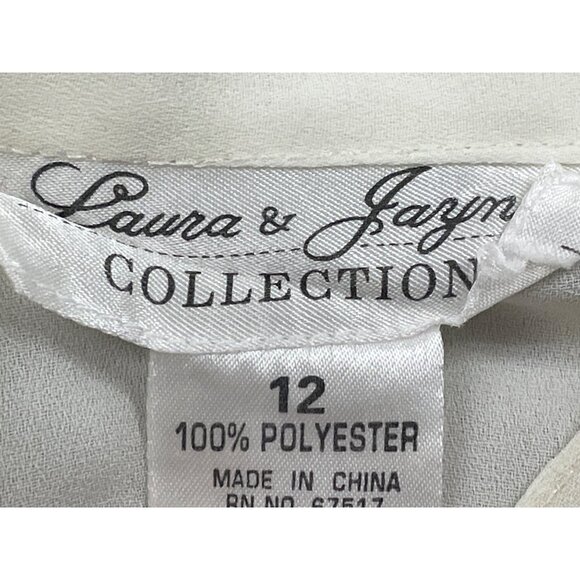 Laura & Jayn
COLLECTION
12
100% POLYESTER
MADE IN CHINA
RN NO. 67517